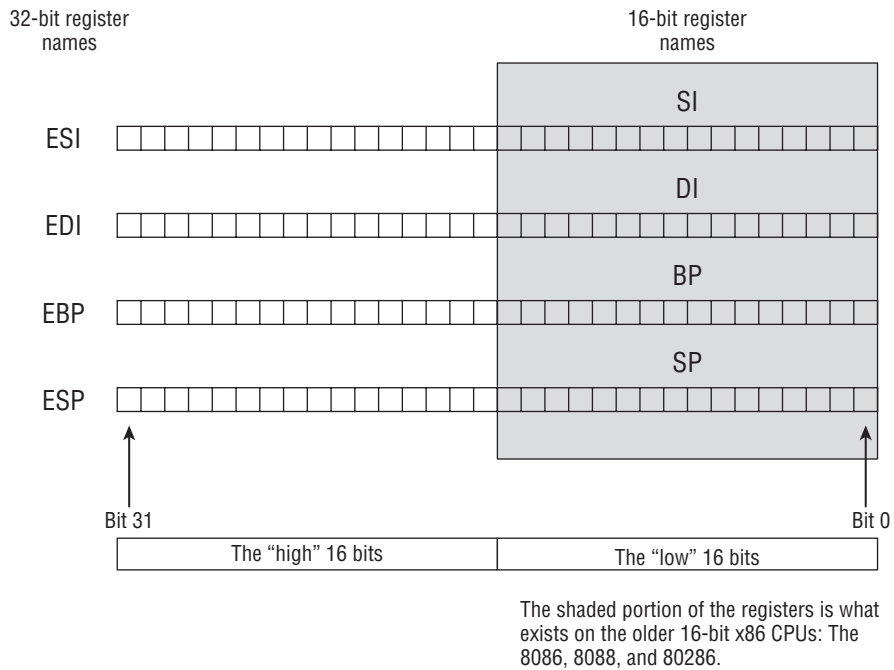 32-bit register
names
16-bit register
names
SI
ESI
DI
EDI
BP
EBP
SP
ESP
Bit 31
Bit 0
The “high” 16 bits
The “low” 16 bits
The shaded portion of the registers is what
exists on the older 16-bit x86 CPUs: The
8086, 8088, and 80286.